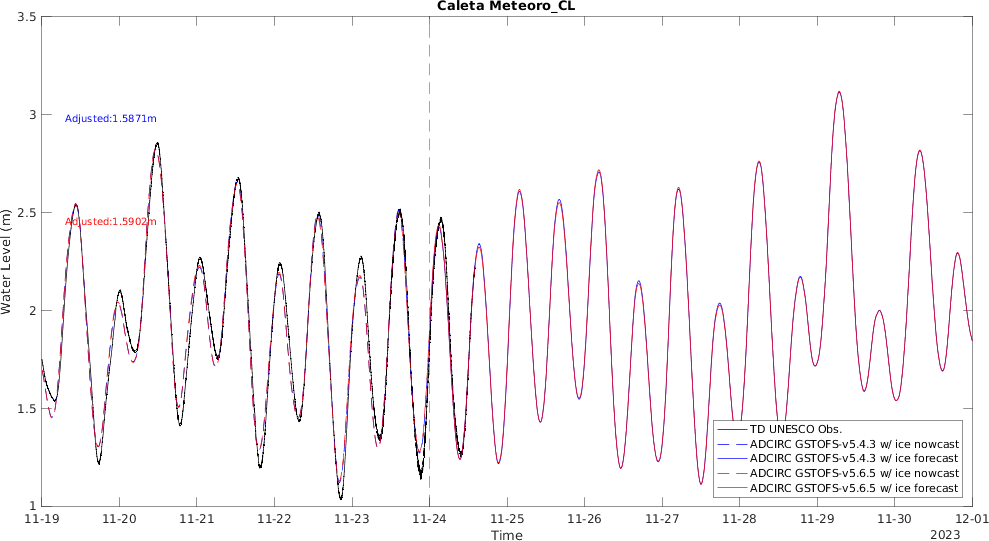 Caleta Meteoro_CL
3.5
3
2.5
2
1.5
1
Water Level (m)
Adjusted:1.5871m
Adjusted:1.5902m
TD UNESCO Obs.
ADCIRC GSTOFS-v5.4.3 w/ ice nowcast
ADCIRC GSTOFS-v5.4.3 w/ ice forecast
ADCIRC GSTOFS-v5.6.5 w/ ice nowcast
ADCIRC GSTOFS-v5.6.5 w/ ice forecast
11-19 11-20 11-21 11-22 11-23 11-24 11-25 11-26 11-27 11-28 11-29 11-30 12-01
Time
2023